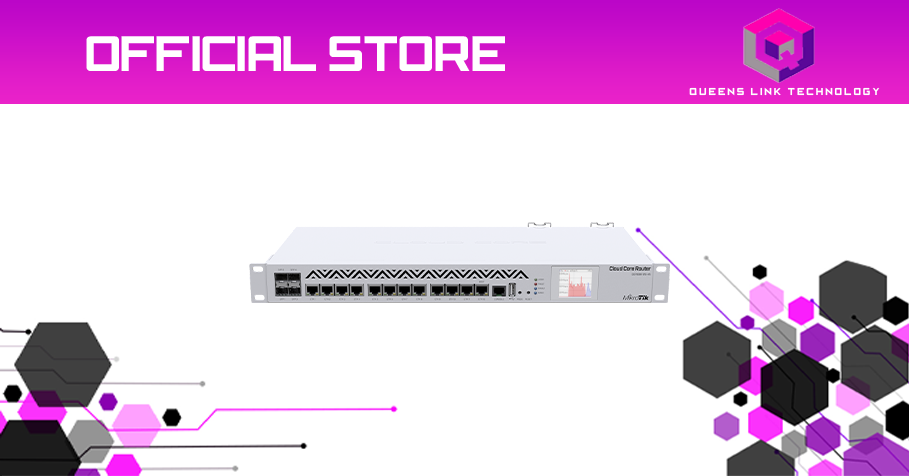 OFFICIAL STORE
QUEENS LINK TECHNOLOGY
Cloud Core Router
MikroTik